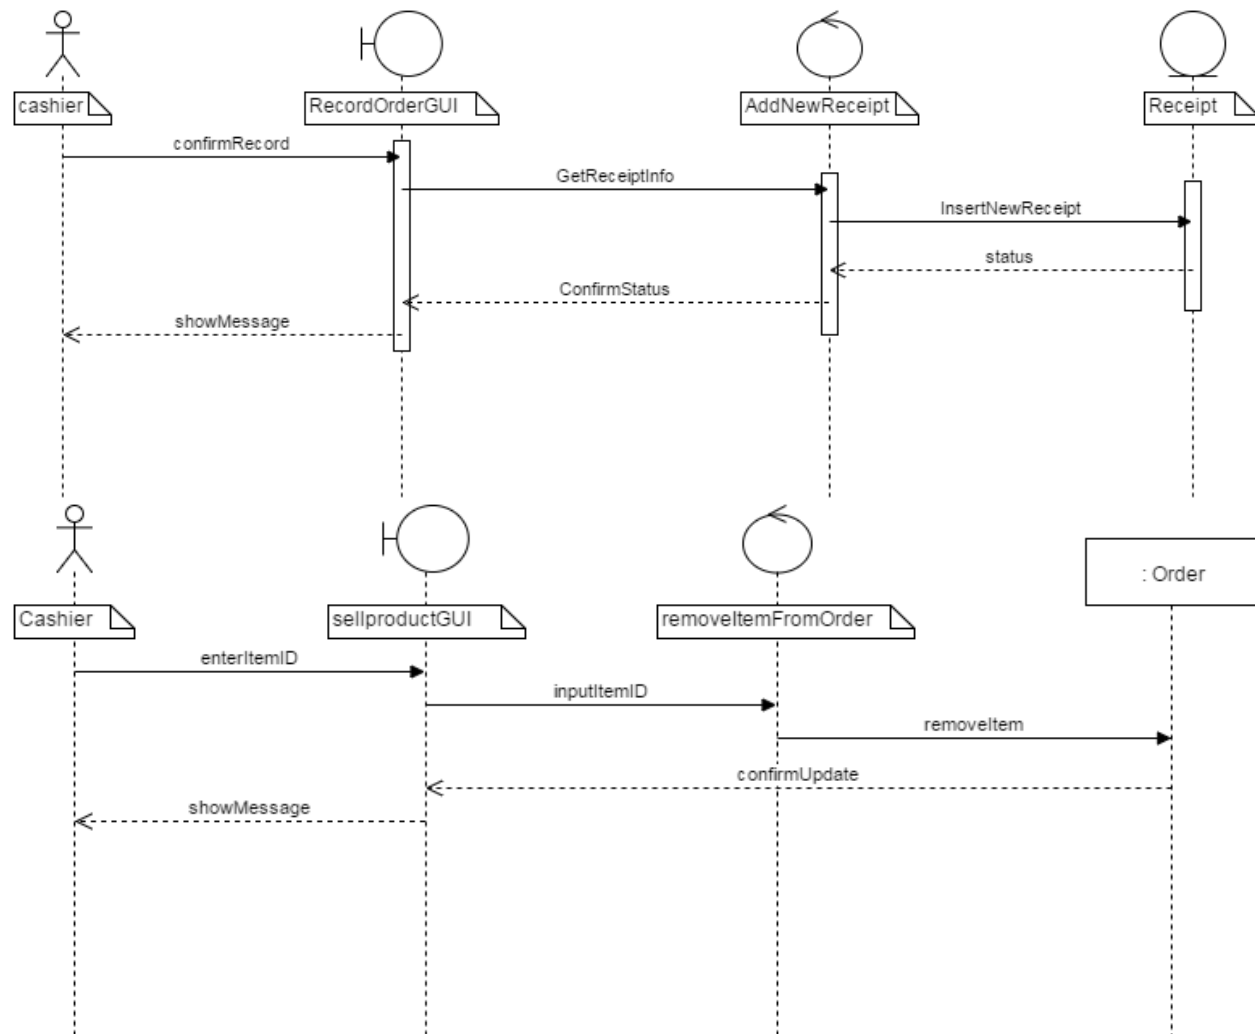 cashier
RecordOrderGUI
AddNewReceipt
Receipt
confirmRecord
GetReceiptInfo
InsertNewReceipt
status
ConfirmStatus
showMessage
: Order
Cashier
sellproductGUI
removeItemFromOrder
enterItemID
inputItemID
removeItem
confirmUpdate
showMessage